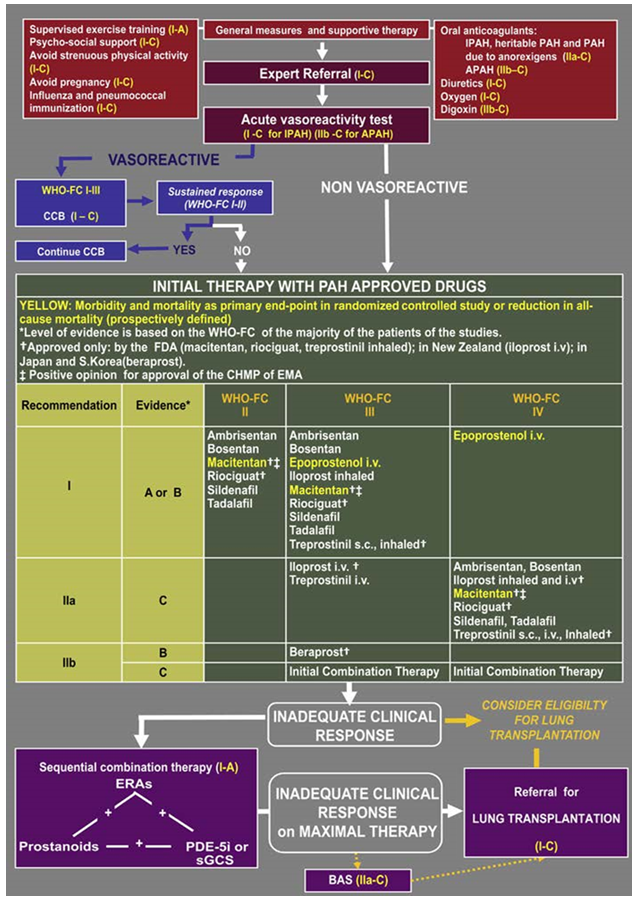 Supervised exercise training (I-A)
Psycho-social support (I-C)
Avoid strenuous physical activity
(I-C)
Avoid pregnancy (I-C)
Influenza and pneumococcal
immunization (I-C)
General measures and supportive therapy
Expert Referral (I-C)
Acute vasoreactivity test
(I -C for IPAH) (IIb -C for APAH)
Oral anticoagulants:
IPAH, heritable PAH and PAH
due to anorexigens (IIa-C)
APAH (IIb–C)
Diuretics (I-C)
Oxygen (I-C)
Digoxin (IIb-C)
VASOREACTIVE
NON VASOREACTIVE
WHO-FC I-III
CCB (I – C)
Sustained response
(WHO-FC I-II)
Continue CCB
YES
NO
INITIAL THERAPY WITH PAH APPROVED DRUGS
YELLOW: Morbidity and mortality as primary end-point in randomized controlled study or reduction in all-
cause mortality (prospectively defined)
*Level of evidence is based on the WHO-FC of the majority of the patients of the studies.
†Approved only: by the FDA (macitentan, riociguat, treprostinil inhaled); in New Zealand (iloprost i.v); in
Japan and S.Korea(beraprost).
‡ Positive opinion for approval of the CHMP of EMA
Recommendation
Evidence*
WHO-FC
II
WHO-FC
III
WHO-FC
IV
I
A or B
Ambrisentan
Bosentan
Macitentan†‡
Riociguat†
Sildenafil
Tadalafil
Ambrisentan
Bosentan
Epoprostenol i.v.
Iloprost inhaled
Macitentan†‡
Riociguat†
Sildenafil
Tadalafil
Treprostinil s.c., inhaled†
Epoprostenol i.v.
IIa
C
Iloprost i.v. †
Treprostinil i.v.
Ambrisentan, Bosentan
Iloprost inhaled and i.v†
Macitentan†‡
Riociguat†
Sildenafil, Tadalafil
Treprostinil s.c., i.v., Inhaled†
IIb
B
Beraprost†
C
Initial Combination Therapy
Initial Combination Therapy
INADEQUATE CLINICAL
RESPONSE
CONSIDER ELIGIBILTY
FOR LUNG
TRANSPLANTATION
Sequential combination therapy (I-A)
ERAs
+
+
Prostanoids
+
PDE-5i or
sGCS
INADEQUATE CLINICAL
RESPONSE
on MAXIMAL THERAPY
Referral for
LUNG TRANSPLANTATION
(I-C)
BAS (IIa-C)